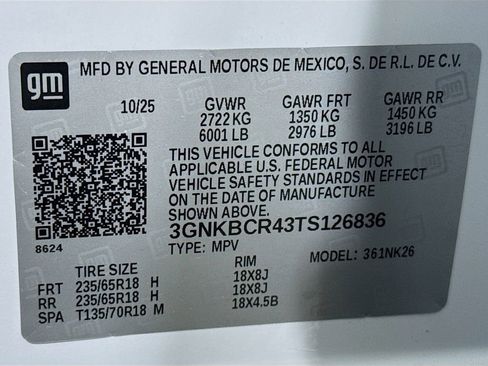 gm
MFD BY GENERAL MOTORS DE MEXICO, S. DE R.L. DE C.V.
10/25 GVWR GAWR FRT GAWR RR
2722 KG 1350 KG 1450 KG
6001 LB 2976 LB 3196 LB
THIS VEHICLE CONFORMS TO ALL
APPLICABLE U.S. FEDERAL MOTOR
VEHICLE SAFETY STANDARDS IN EFFECT
ON THE DATE OF MANUFACTURE
SHOWN ABOVE
3GNKBCR43TS126836
8624 TYPE: MPV MODEL: 361NK26
TIRE SIZE RIM
FRT 235/65R18 H 18X8J
RR 235/65R18 H 18X8J
SPA T135/70R18 M 18X4.5B